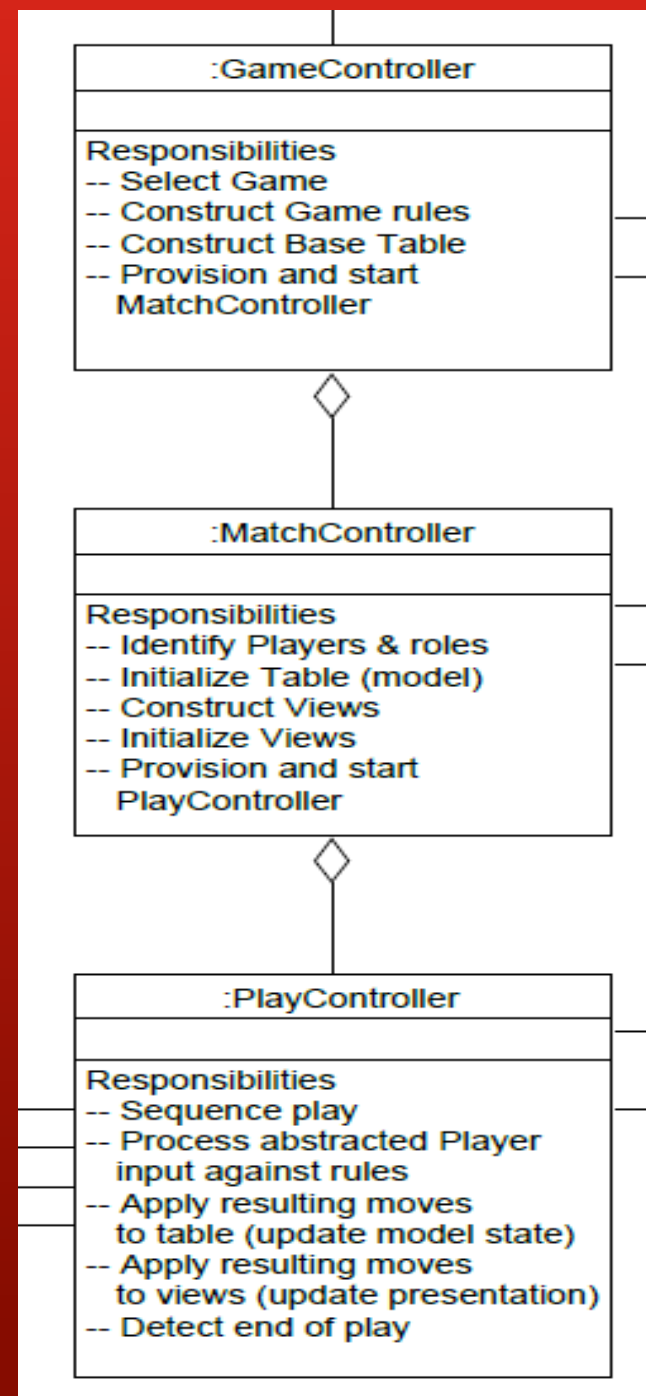 :GameController
Responsibilities
-- Select Game
-- Construct Game rules
-- Construct Base Table
-- Provision and start
MatchController
:MatchController
Responsibilities
-- Identify Players & roles
-- Initialize Table (model)
-- Construct Views
-- Initialize Views
-- Provision and start
PlayController
:PlayController
Responsibilities
-- Sequence play
-- Process abstracted Player
input against rules
-- Apply resulting moves
to table (update model state)
-- Apply resulting moves
to views (update presentation)
-- Detect end of play